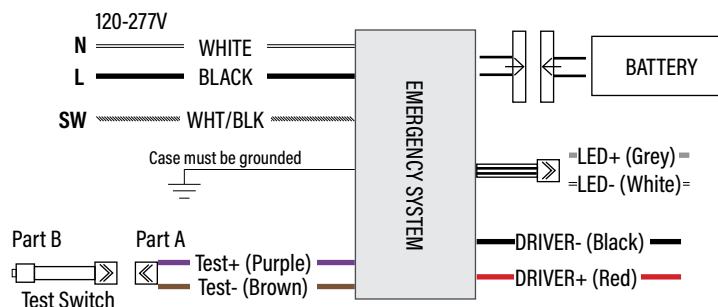 120-277V
N WHITE
L BLACK
SW WHT/BLK
Case must be grounded
Part B Part A
Test+ (Purple)
Test- (Brown)
Test Switch
EMERGENCY SYSTEM
BATTERY
LED+ (Grey)
LED- (White)
DRIVER- (Black)
DRIVER+ (Red)